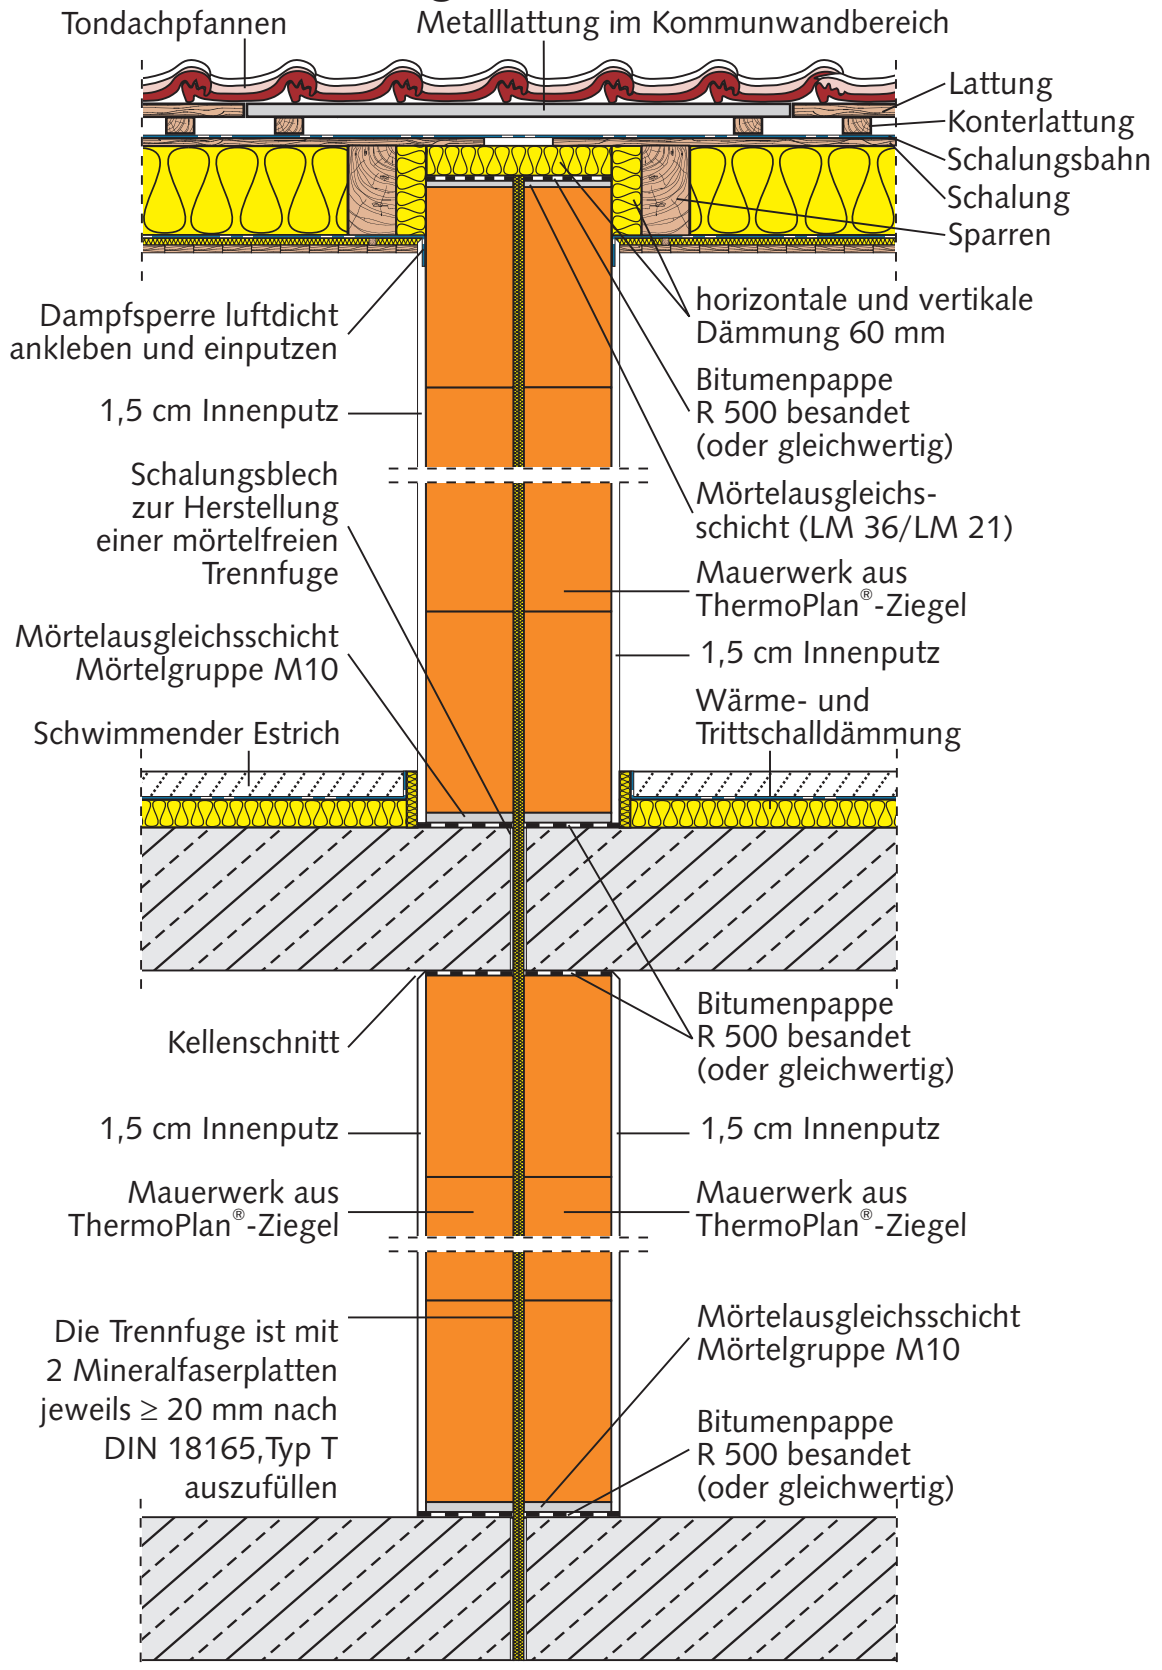 Tondachpfannen
Metalllattung im Kommunwandbereich
Lattung
Konterlattung
Schalungsbahn
Schalung
Sparren
Dampfsperre luftdicht
ankleben und einputzen
horizontale und vertikale
Dämmung 60 mm
1,5 cm Innenputz
Bitumenpappe
R 500 besandet
(oder gleichwertig)
Schalungsblech
zur Herstellung
einer mörtelfreien
Trennfuge
Mörtelausgleichs-
schicht (LM 36/LM 21)
Mauerwerk aus
ThermoPlan®-Ziegel
Mörtelausgleichsschicht
Mörtelgruppe M10
1,5 cm Innenputz
Schwimmender Estrich
Wärme- und
Trittschalldämmung
Kellenschnitt
Bitumenpappe
R 500 besandet
(oder gleichwertig)
1,5 cm Innenputz
1,5 cm Innenputz
Mauerwerk aus
ThermoPlan®-Ziegel
Mauerwerk aus
ThermoPlan®-Ziegel
Die Trennfuge ist mit
2 Mineralfaserplatten
jeweils ≥ 20 mm nach
DIN 18165,Typ T
auszufüllen
Mörtelausgleichsschicht
Mörtelgruppe M10
Bitumenpappe
R 500 besandet
(oder gleichwertig)